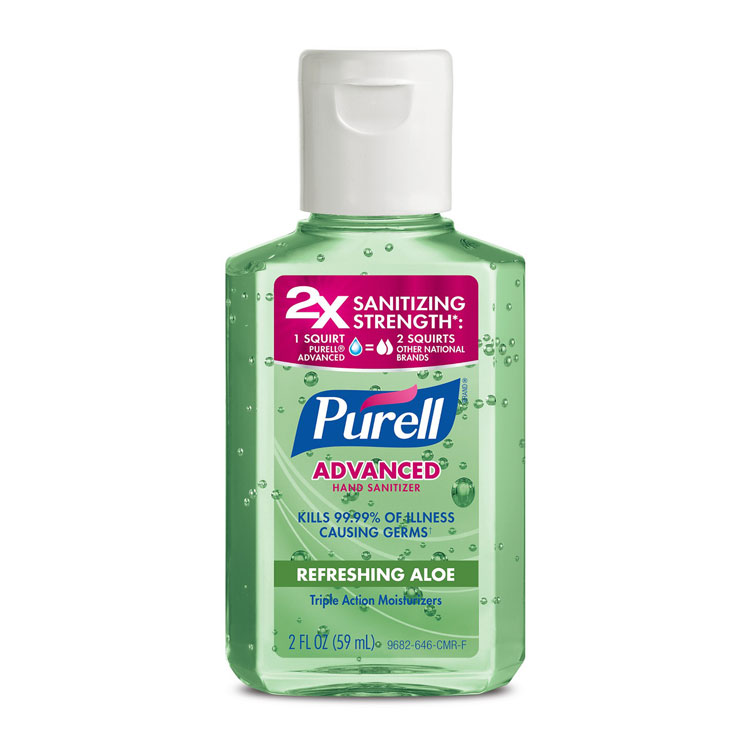 2X SANITIZING
STRENGTH*:
1 SQUIRT
PURELL®
ADVANCED
=
2 SQUIRTS
OTHER NATIONAL
BRANDS
Purell
BRAND®
ADVANCED
HAND SANITIZER
KILLS 99.99% OF ILLNESS
CAUSING GERMS†
REFRESHING ALOE
Triple Action Moisturizers
2 FL OZ (59 mL) 9682-646-CMR-F